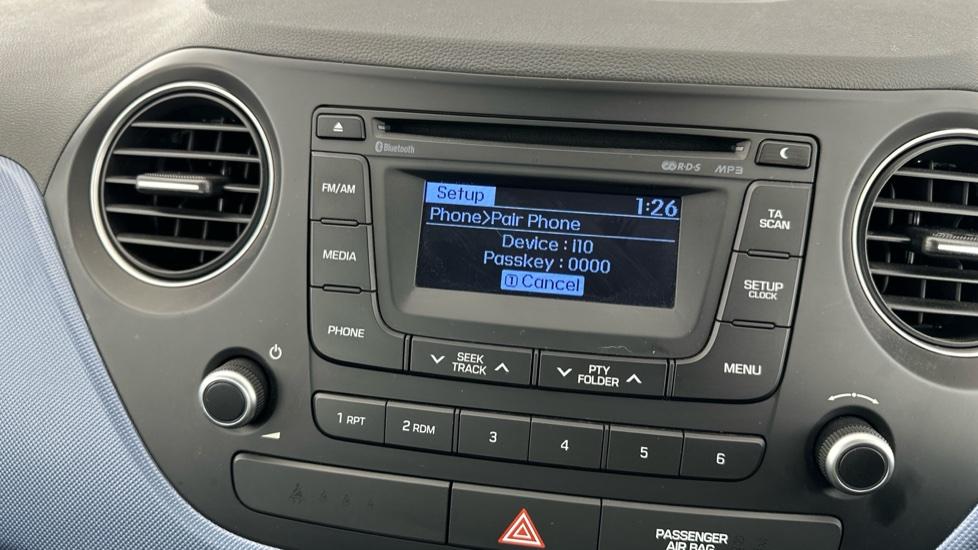 Bluetooth
R·D·S MP3
FM/AM
MEDIA
PHONE
Setup 1:26
Phone>Pair Phone
Device : I10
Passkey : 0000
① Cancel
TA
SCAN
SETUP
CLOCK
MENU
SEEK
TRACK
PTY
FOLDER
1 RPT 2 RDM 3 4 5 6
PASSENGER
AIR BAG